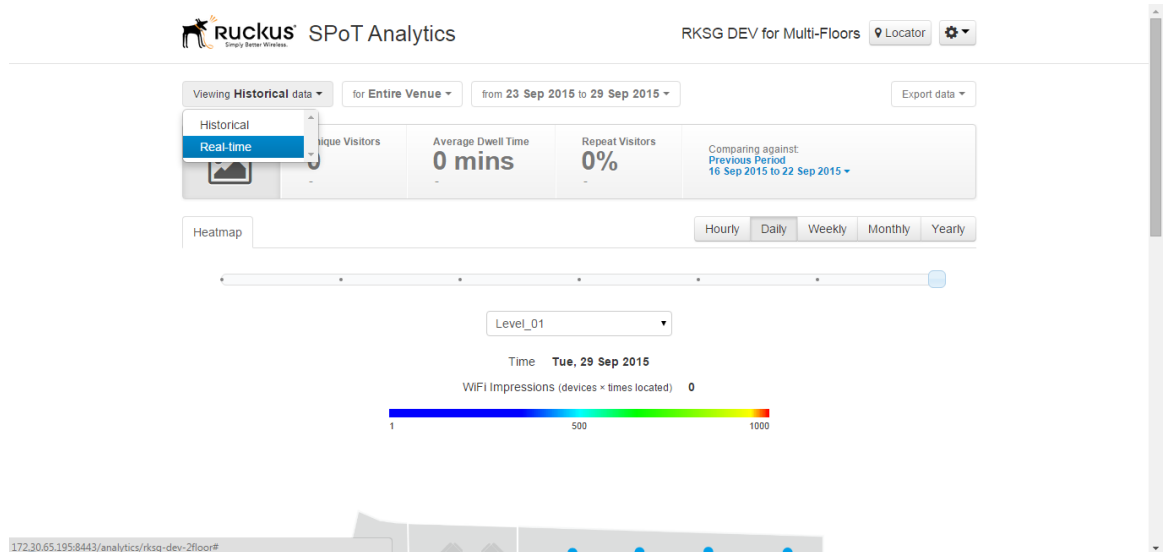 Ruckus SPoT Analytics
Simply Better Wireless.
RKSG DEV for Multi-Floors Locator
Viewing Historical data for Entire Venue from 23 Sep 2015 to 29 Sep 2015 Export data
Historical
Real-time
Visitors
Average Dwell Time
0 mins
-
Repeat Visitors
0%
-
Comparing against:
Previous Period
16 Sep 2015 to 22 Sep 2015
Heatmap
Hourly Daily Weekly Monthly Yearly
Level_01
Time Tue, 29 Sep 2015
WiFi Impressions (devices × times located) 0
1 500 1000
172.30.65.195:8443/analytics/rksg-dev-2floor#